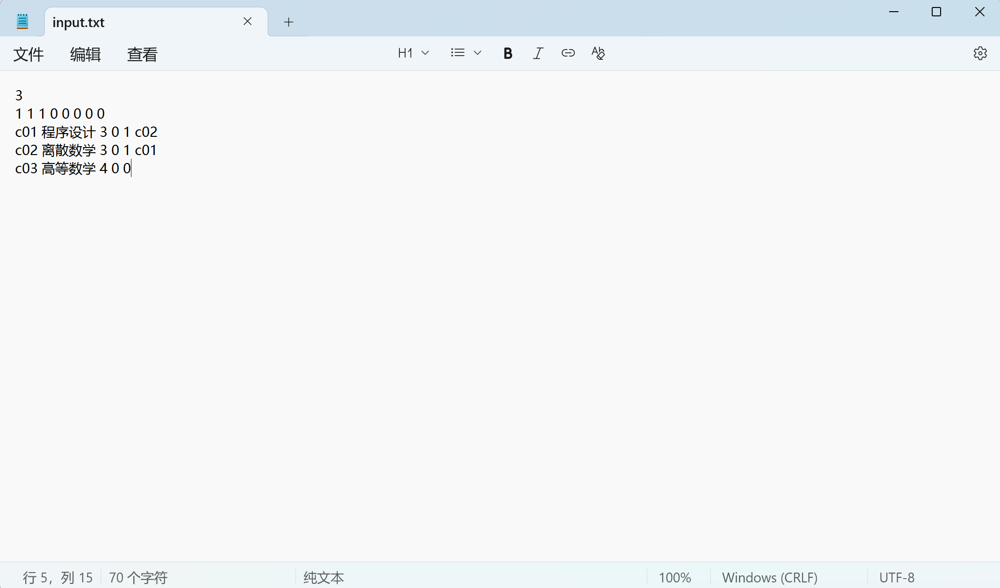 input.txt
文件 编辑 查看 H1 B I
3
1 1 1 0 0 0 0 0
c01 程序设计 3 0 1 c02
c02 离散数学 3 0 1 c01
c03 高等数学 4 0 0
行 5，列 15 70 个字符 纯文本 100% Windows (CRLF) UTF-8